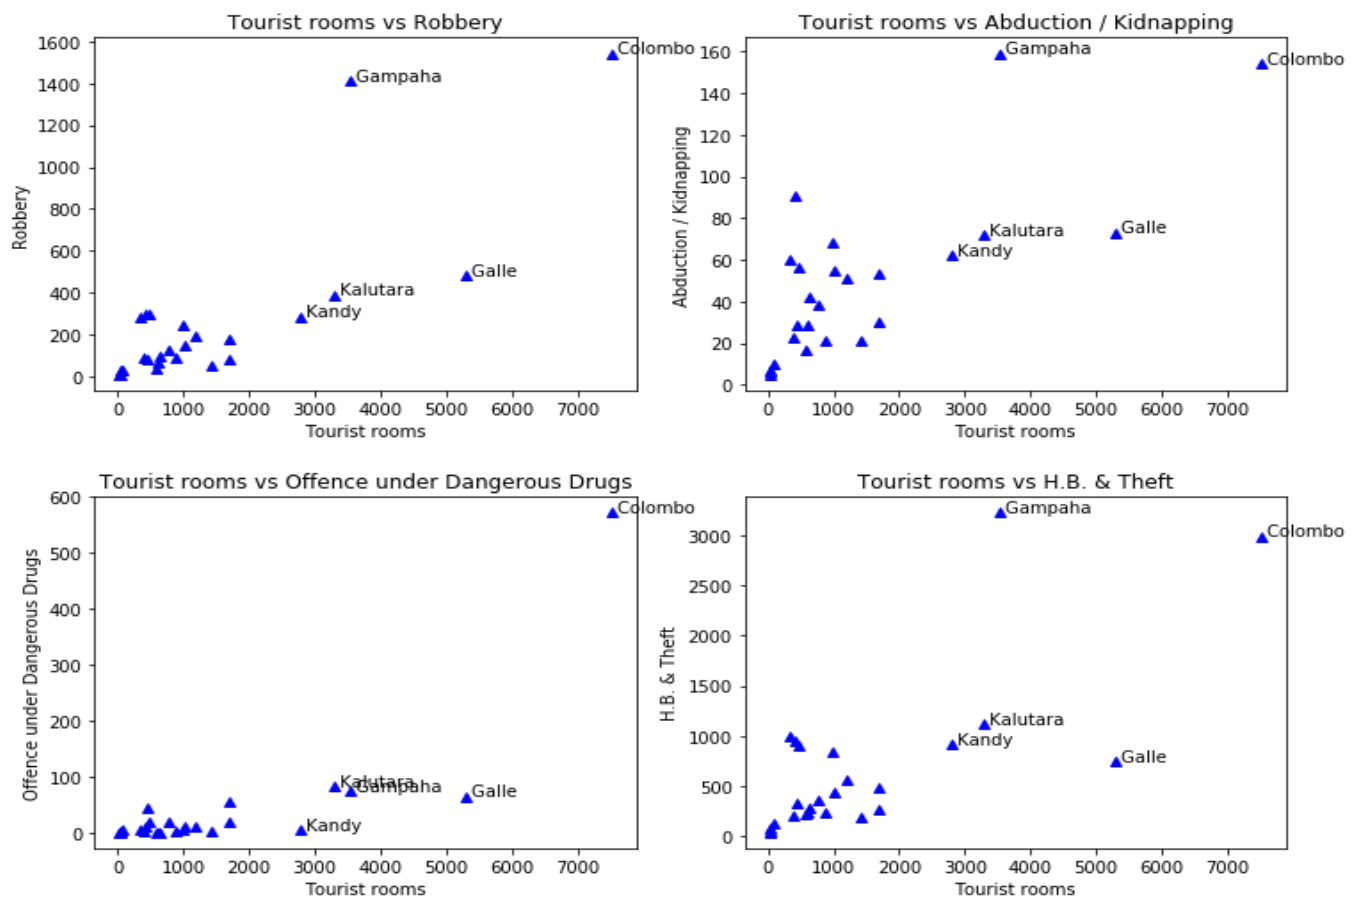 Tourist rooms vs Robbery
1600
1400
1200
1000
800
600
400
200
0
Robbery
Colombo
Gampaha
Galle
Kalutara
Kandy
0 1000 2000 3000 4000 5000 6000 7000
Tourist rooms
Tourist rooms vs Abduction / Kidnapping
160
140
120
100
80
60
40
20
0
Abduction / Kidnapping
Gampaha
Colombo
Kalutara
Galle
Kandy
0 1000 2000 3000 4000 5000 6000 7000
Tourist rooms
Tourist rooms vs Offence under Dangerous Drugs
600
500
400
300
200
100
0
Offence under Dangerous Drugs
Colombo
Kalutara
Gampaha
Galle
Kandy
0 1000 2000 3000 4000 5000 6000 7000
Tourist rooms
Tourist rooms vs H.B. & Theft
3000
2500
2000
1500
1000
500
0
H.B. & Theft
Gampaha
Colombo
Kalutara
Kandy
Galle
0 1000 2000 3000 4000 5000 6000 7000
Tourist rooms